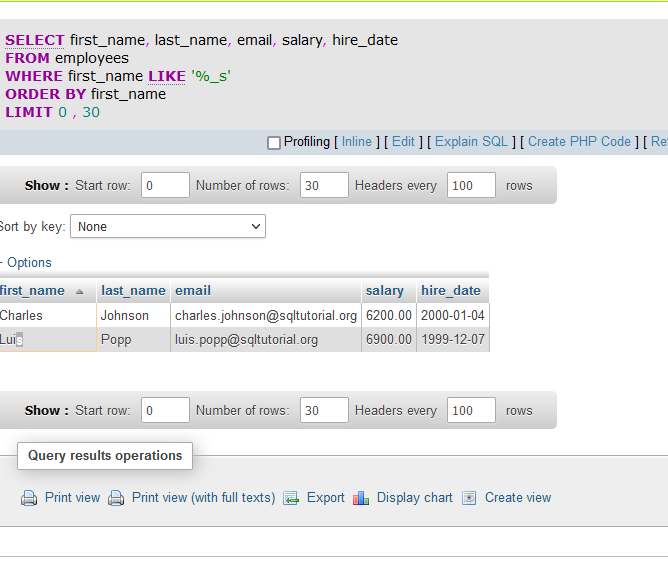 SELECT first_name, last_name, email, salary, hire_date
FROM employees
WHERE first_name LIKE '%_s'
ORDER BY first_name
LIMIT 0 , 30
Profiling [ Inline ] [ Edit ] [ Explain SQL ] [ Create PHP Code ] [ Re
Show : Start row: 0 Number of rows: 30 Headers every 100 rows
Sort by key: None
Options
first_name last_name email salary hire_date
Charles Johnson charles.johnson@sqltutorial.org 6200.00 2000-01-04
Luis Popp luis.popp@sqltutorial.org 6900.00 1999-12-07
Show : Start row: 0 Number of rows: 30 Headers every 100 rows
Query results operations
Print view Print view (with full texts) Export Display chart Create view